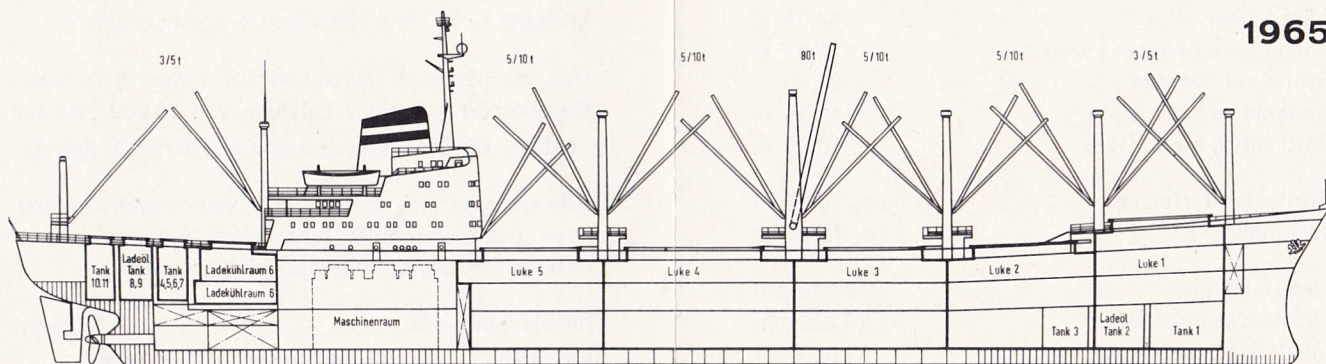 1965
3/5t
5/10t
5/10t
80t
5/10t
5/10t
3/5t
Tank
10.11
Ladeöl
Tank
8,9
Tank
4,5,6,7
Ladekühlraum 6
Ladekühlraum 6
Maschinenraum
Luke 5
Luke 4
Luke 3
Luke 2
Luke 1
Tank 3
Ladeöl
Tank 2
Tank 1